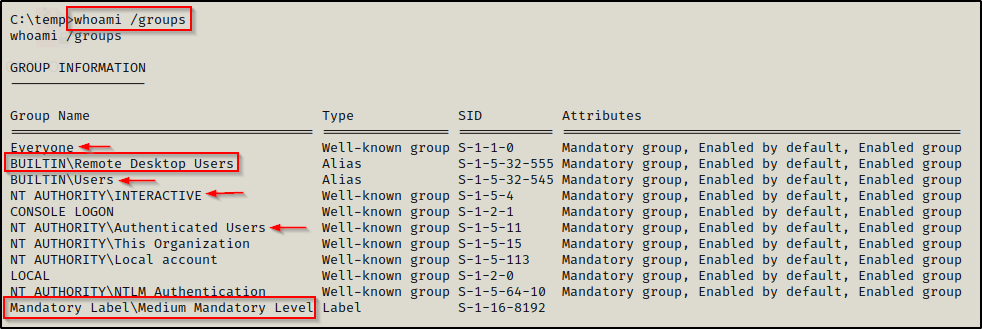 C:\temp>whoami /groups
whoami /groups
GROUP INFORMATION
Group Name Type SID Attributes
Everyone Well-known group S-1-1-0 Mandatory group, Enabled by default, Enabled group
BUILTIN\Remote Desktop Users Alias S-1-5-32-555 Mandatory group, Enabled by default, Enabled group
BUILTIN\Users Alias S-1-5-32-545 Mandatory group, Enabled by default, Enabled group
NT AUTHORITY\INTERACTIVE Well-known group S-1-5-4 Mandatory group, Enabled by default, Enabled group
CONSOLE LOGON Well-known group S-1-2-1 Mandatory group, Enabled by default, Enabled group
NT AUTHORITY\Authenticated Users Well-known group S-1-5-11 Mandatory group, Enabled by default, Enabled group
NT AUTHORITY\This Organization Well-known group S-1-5-15 Mandatory group, Enabled by default, Enabled group
NT AUTHORITY\Local account Well-known group S-1-5-113 Mandatory group, Enabled by default, Enabled group
LOCAL Well-known group S-1-2-0 Mandatory group, Enabled by default, Enabled group
NT AUTHORITY\NTLM Authentication Well-known group S-1-5-64-10 Mandatory group, Enabled by default, Enabled group
Mandatory Label\Medium Mandatory Level Label S-1-16-8192